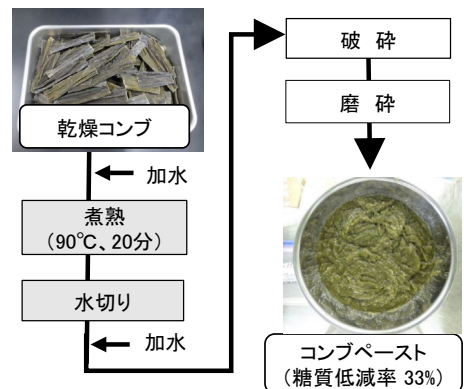 乾燥コンブ
加水
煮熟
(90℃、20分)
水切り
加水
破 砕
磨 砕
コンブペースト
(糖質低減率 33%)